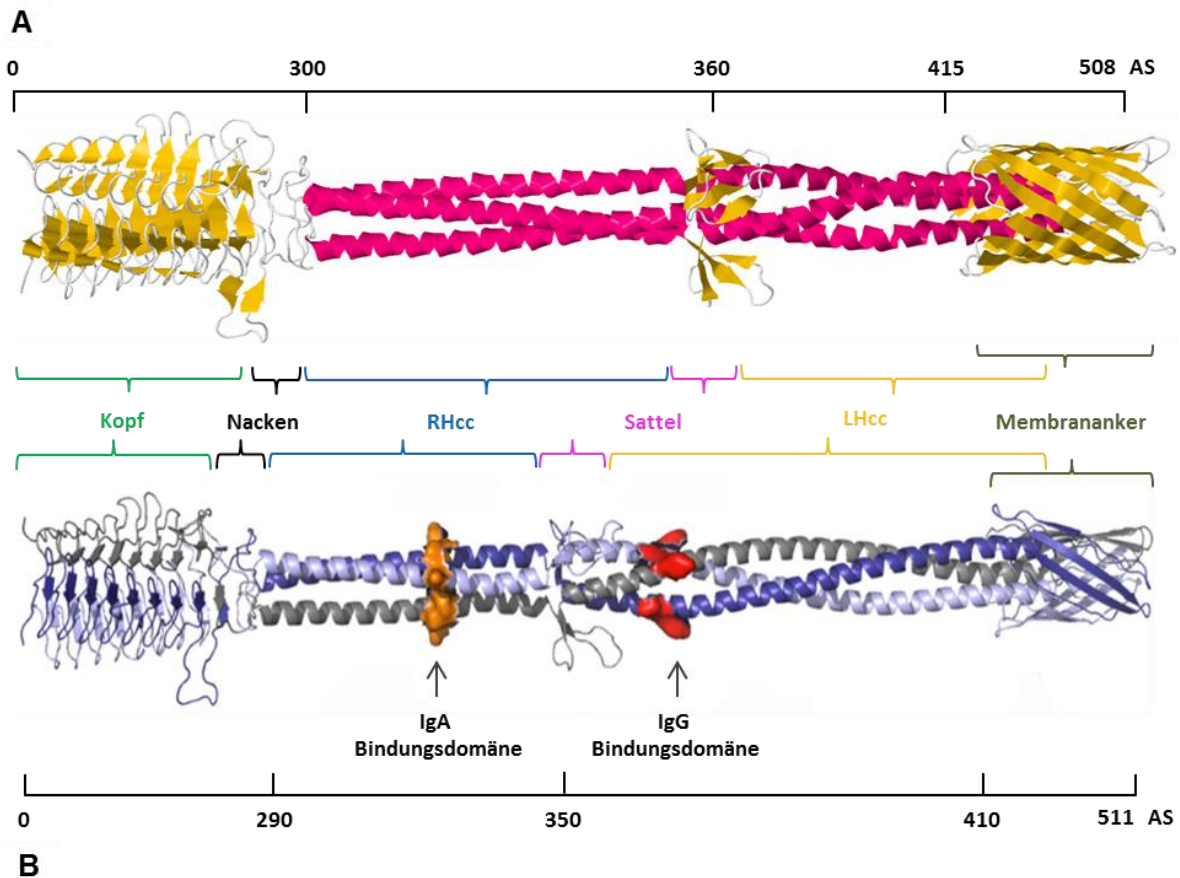 A
0 300 360 415 508 AS
Kopf Nacken RHcc Sattel LHcc Membrananker
IgA
Bindungsdomäne
IgG
Bindungsdomäne
0 290 350 410 511 AS
B